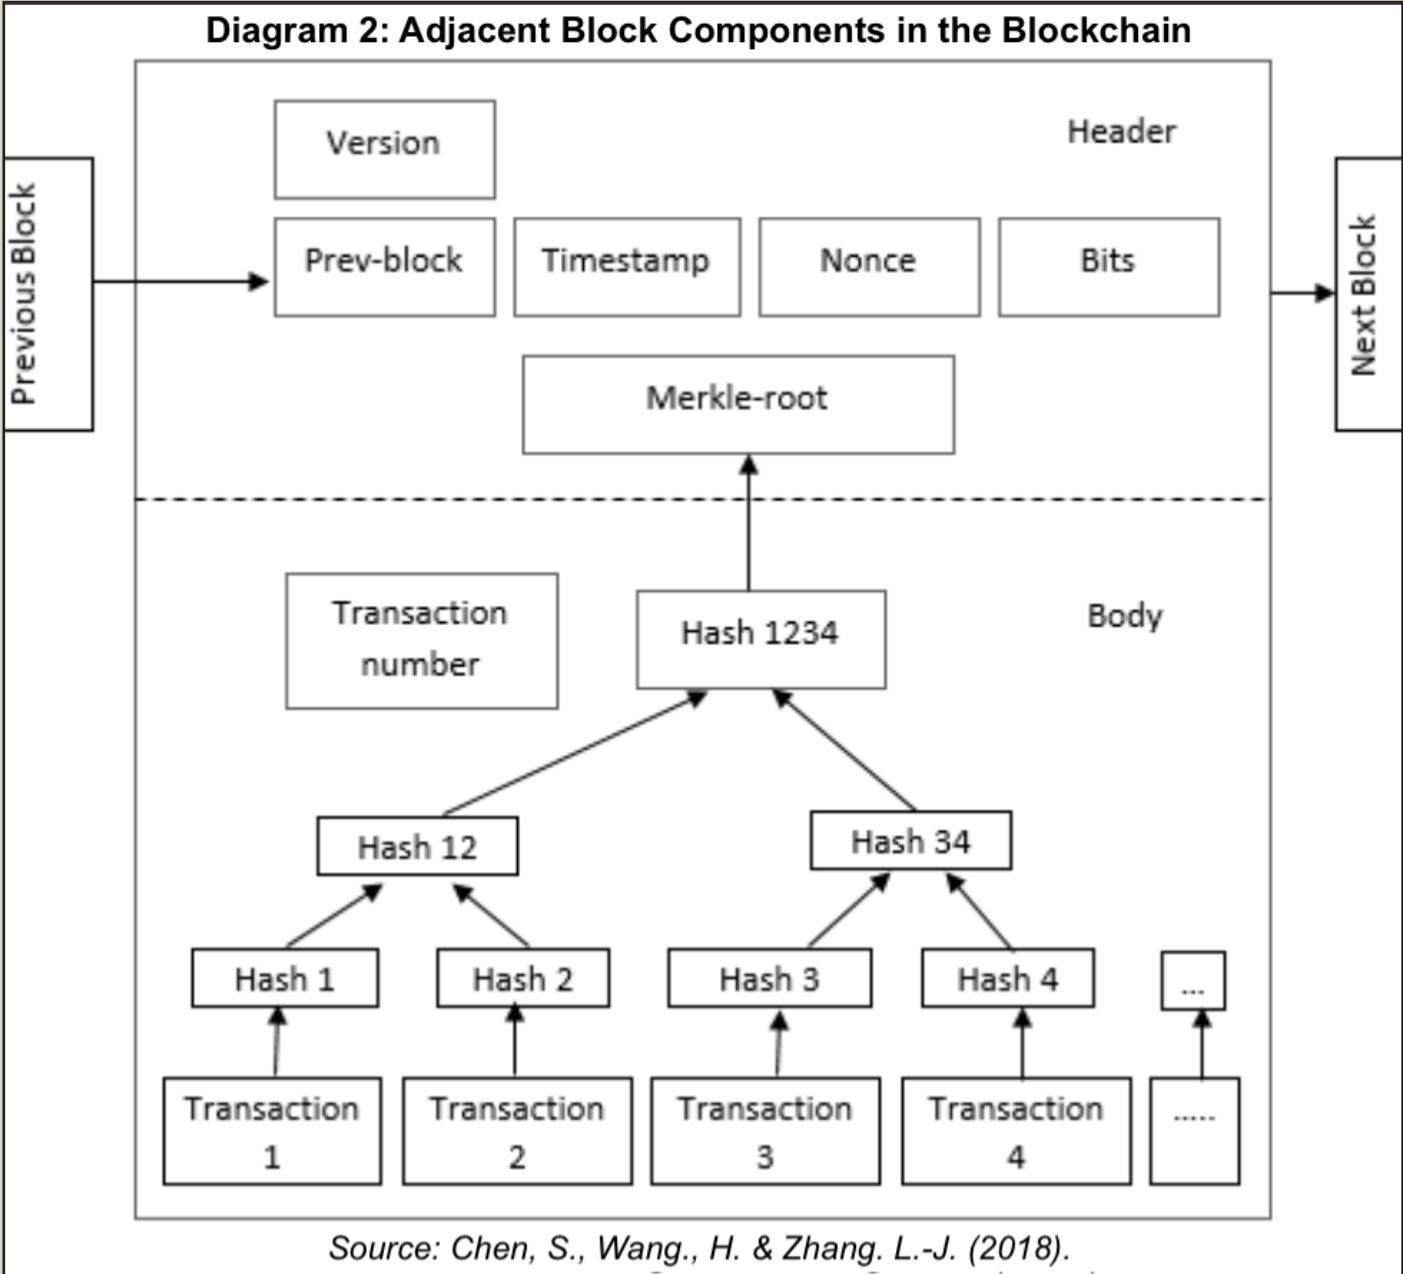 Diagram 2: Adjacent Block Components in the Blockchain
Version
Header
Previous Block
Prev-block
Timestamp
Nonce
Bits
Next Block
Merkle-root
Transaction
number
Hash 1234
Body
Hash 12
Hash 34
Hash 1
Hash 2
Hash 3
Hash 4
...
Transaction
1
Transaction
2
Transaction
3
Transaction
4
.....
Source: Chen, S., Wang., H. & Zhang. L.-J. (2018).